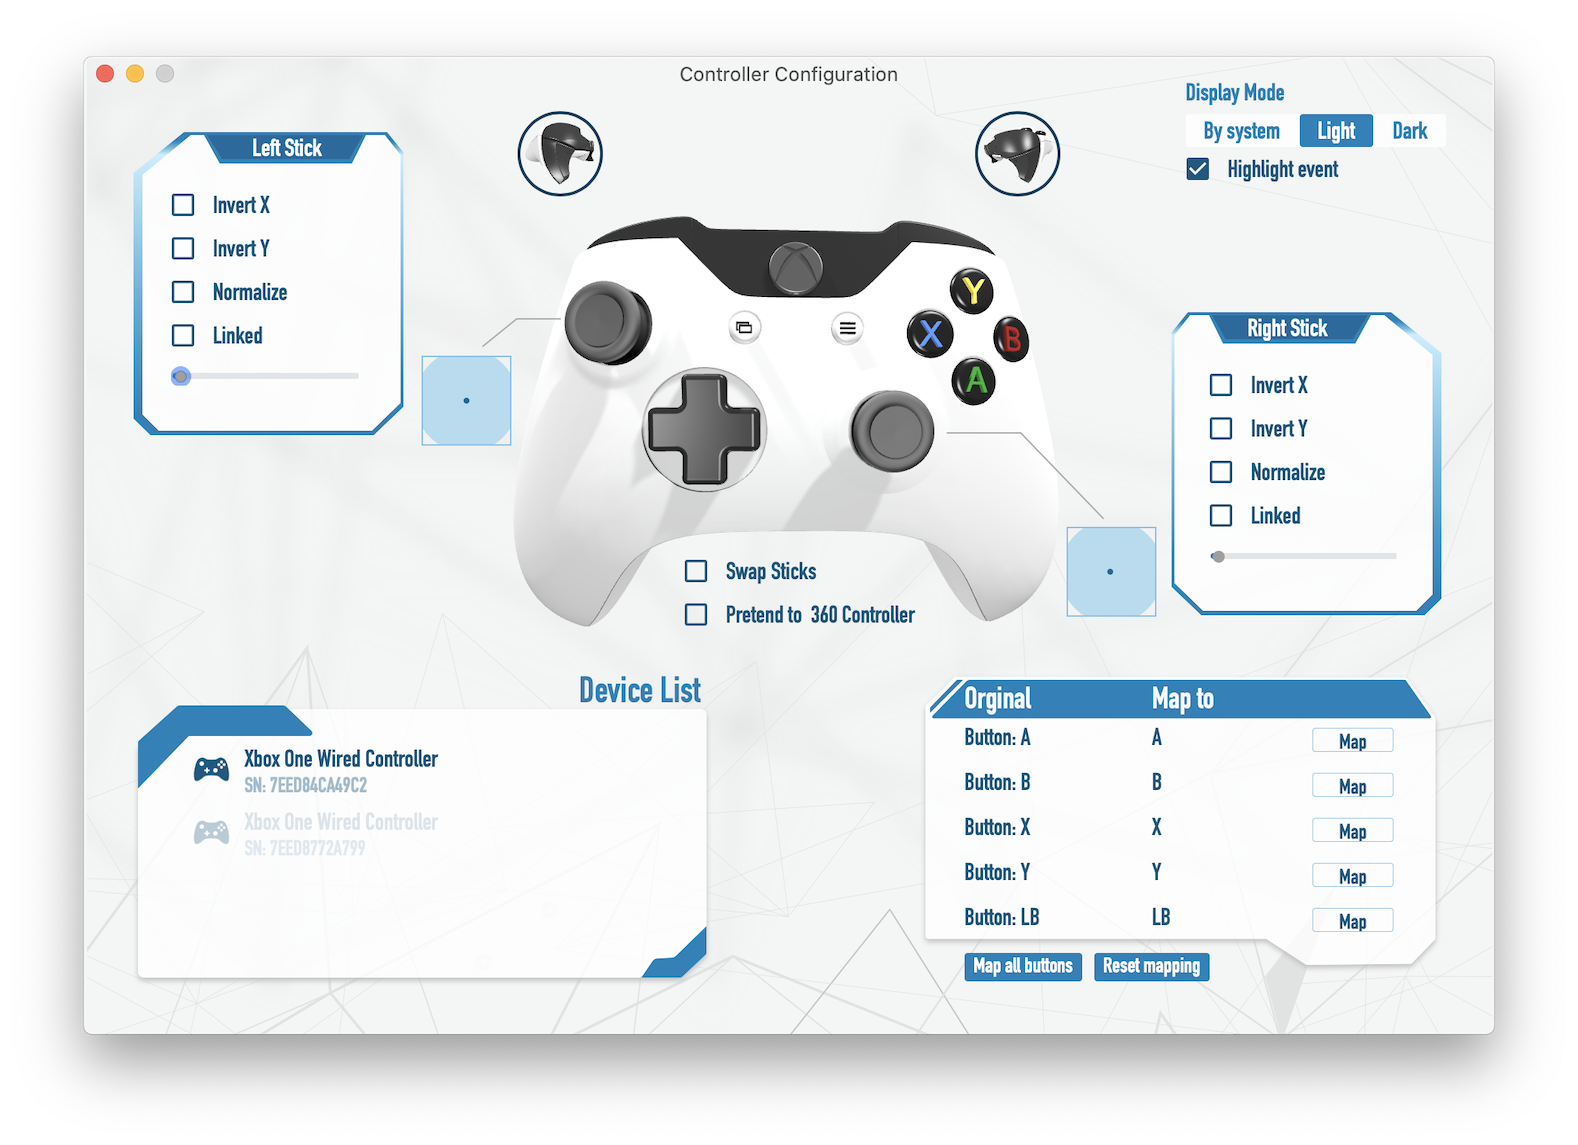 Controller Configuration
Display Mode
By system Light Dark
Highlight event
Left Stick
Invert X
Invert Y
Normalize
Linked
Y
X
B
A
Right Stick
Invert X
Invert Y
Normalize
Linked
Swap Sticks
Pretend to 360 Controller
Device List
Xbox One Wired Controller
SN: 7EED84CA49C2
Xbox One Wired Controller
SN: 7EED8772A799
Orginal Map to
Button: A A Map
Button: B B Map
Button: X X Map
Button: Y Y Map
Button: LB LB Map
Map all buttons Reset mapping